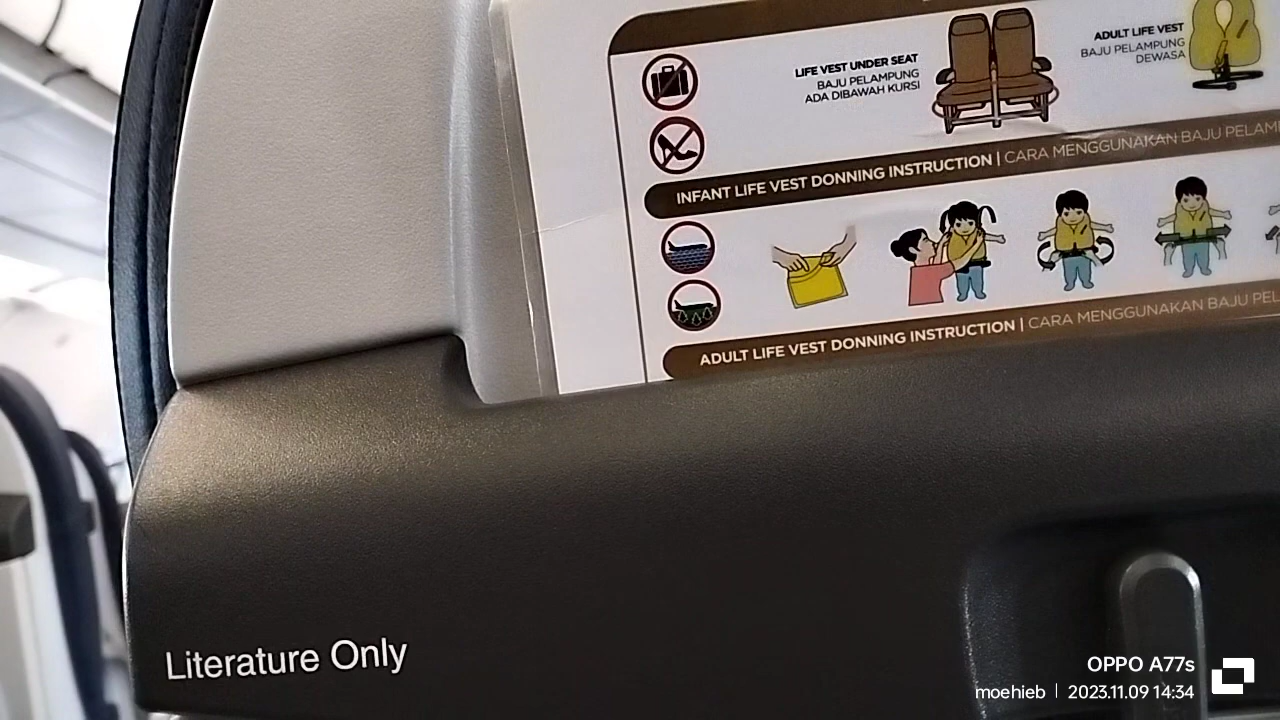 LIFE VEST UNDER SEAT
BAJU PELAMPUNG
ADA DIBAWAH KURSI
ADULT LIFE VEST
BAJU PELAMPUNG
DEWASA
INFANT LIFE VEST DONNING INSTRUCTION | CARA MENGGUNAKAN BAJU
ADULT LIFE VEST DONNING INSTRUCTION | CARA MENGGUNAKAN BAJU
Literature Only
OPPO A77s
moehieb | 2023.11.09 14:34